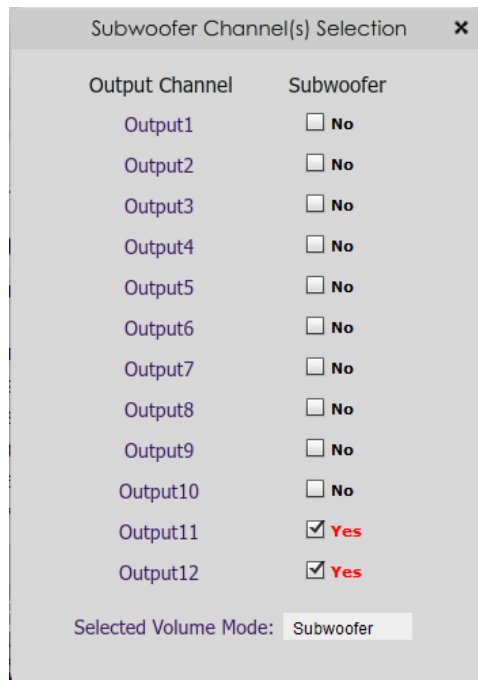 Subwoofer Channel(s) Selection ×
Output Channel Subwoofer
Output1 No
Output2 No
Output3 No
Output4 No
Output5 No
Output6 No
Output7 No
Output8 No
Output9 No
Output10 No
Output11 Yes
Output12 Yes
Selected Volume Mode: Subwoofer